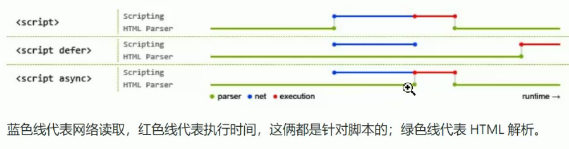 <script>
Scripting
HTML Parser
<script defer>
Scripting
HTML Parser
<script async>
Scripting
HTML Parser
parser net execution runtime →
蓝色线代表网络读取，红色线代表执行时间，这俩都是针对脚本的；绿色线代表 HTML 解析。